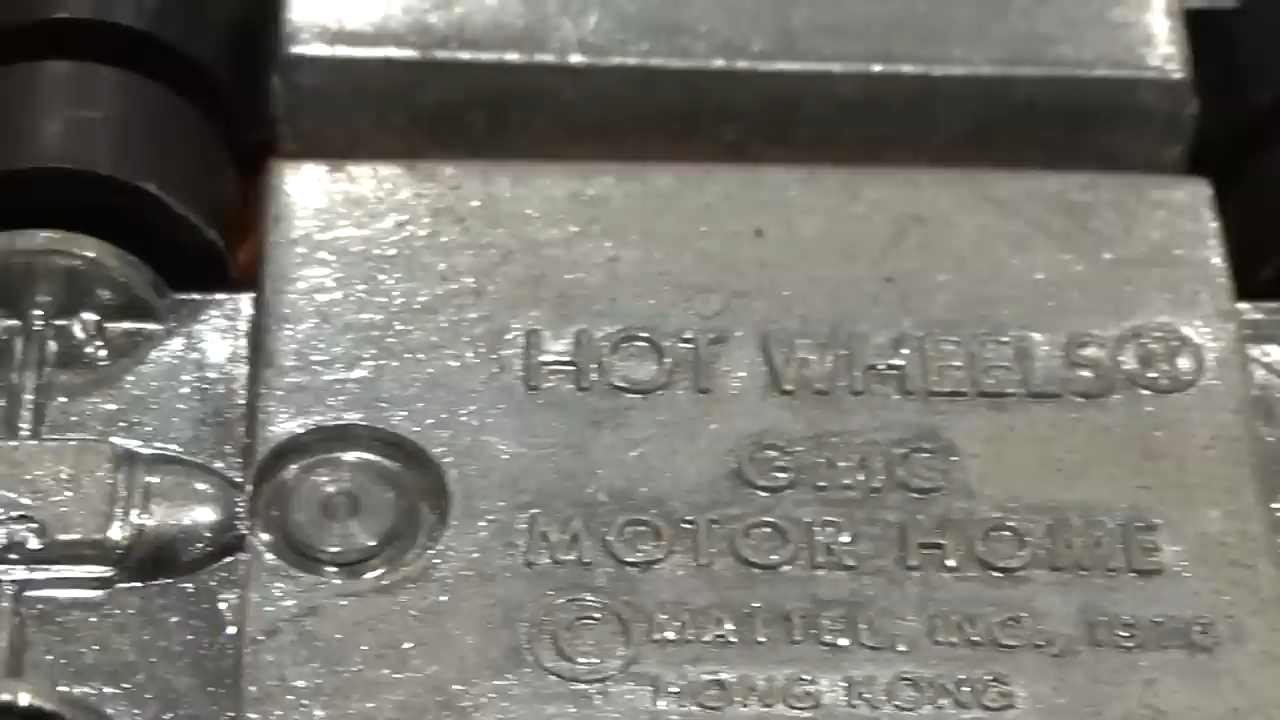 HOT WHEELS®
GMC
MOTOR HOME
© MATTEL, INC.,
HONG KONG